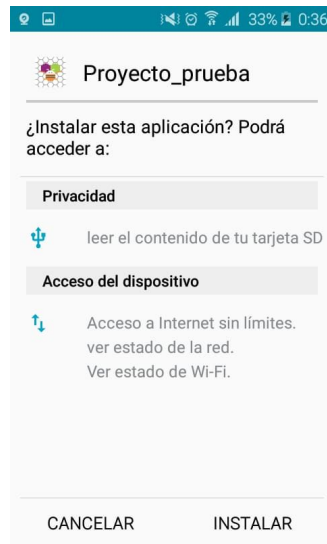 33% 0:36
Proyecto_prueba
¿Instalar esta aplicación? Podrá
acceder a:
Privacidad
leer el contenido de tu tarjeta SD
Acceso del dispositivo
Acceso a Internet sin límites.
ver estado de la red.
Ver estado de Wi-Fi.
CANCELAR INSTALAR